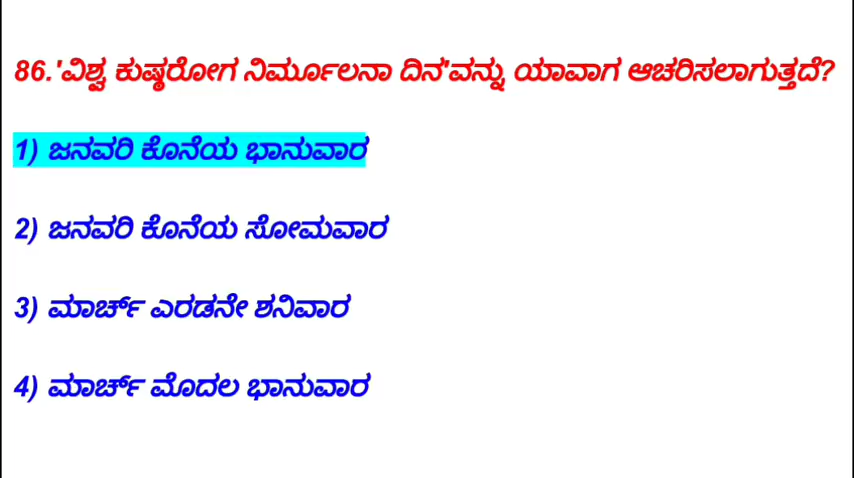 86.'ವಿಶ್ವ ಕುಷ್ಠರೋಗ ನಿರ್ಮೂಲನಾ ದಿನ'ವನ್ನು ಯಾವಾಗ ಆಚರಿಸಲಾಗುತ್ತದೆ?
1) ಜನವರಿ ಕೊನೆಯ ಭಾನುವಾರ
2) ಜನವರಿ ಕೊನೆಯ ಸೋಮವಾರ
3) ಮಾರ್ಚ್ ಎರಡನೇ ಶನಿವಾರ
4) ಮಾರ್ಚ್ ಮೊದಲ ಭಾನುವಾರ